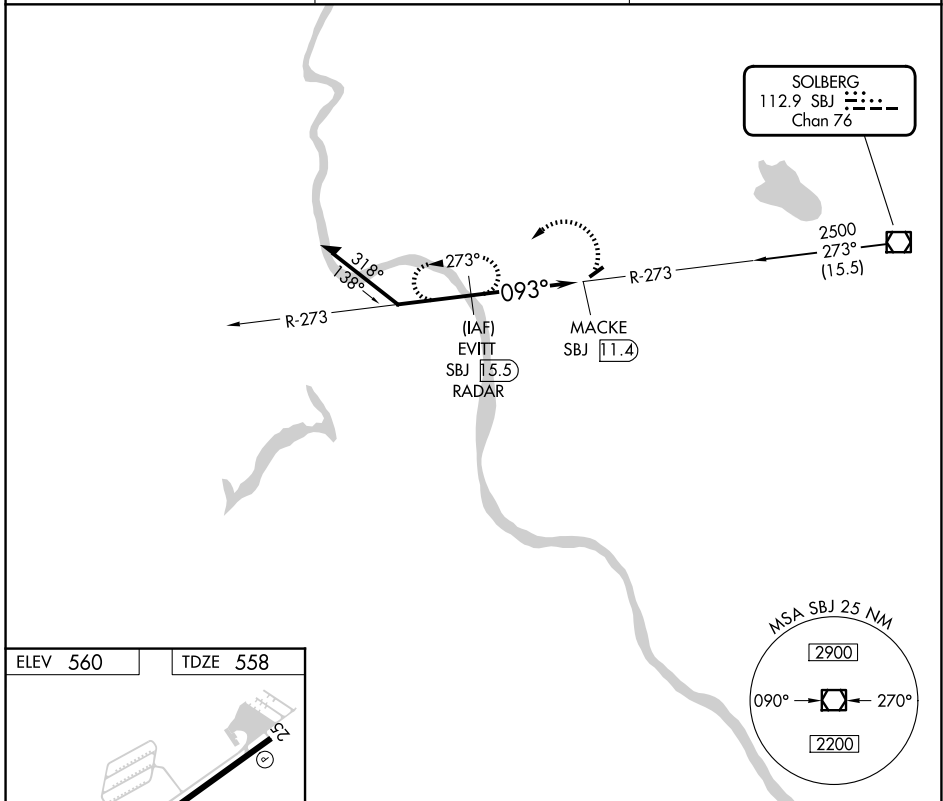 SOLBERG
112.9 SBJ
Chan 76
2500
273°
(15.5)
R-273
273°
318°
138°
093°
R-273
(IAF)
EVITT
SBJ 15.5
RADAR
MACKE
SBJ 11.4
MSA SBJ 25 NM
2900
090°
270°
2200
ELEV 560
TDZE 558
25
P